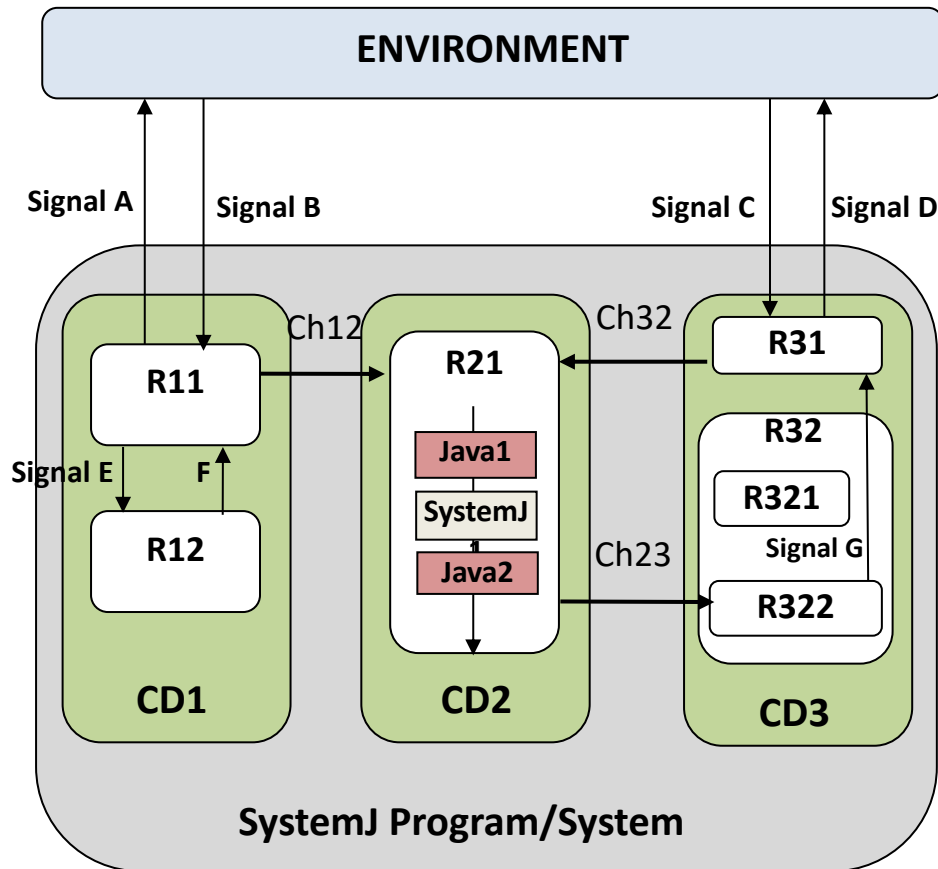 ENVIRONMENT
Signal A
Signal B
Signal C
Signal D
Ch12
Ch32
R11
R21
R31
Signal E
F
R12
Java1
SystemJ
1
Java2
R32
R321
Signal G
R322
Ch23
CD1
CD2
CD3
SystemJ Program/System